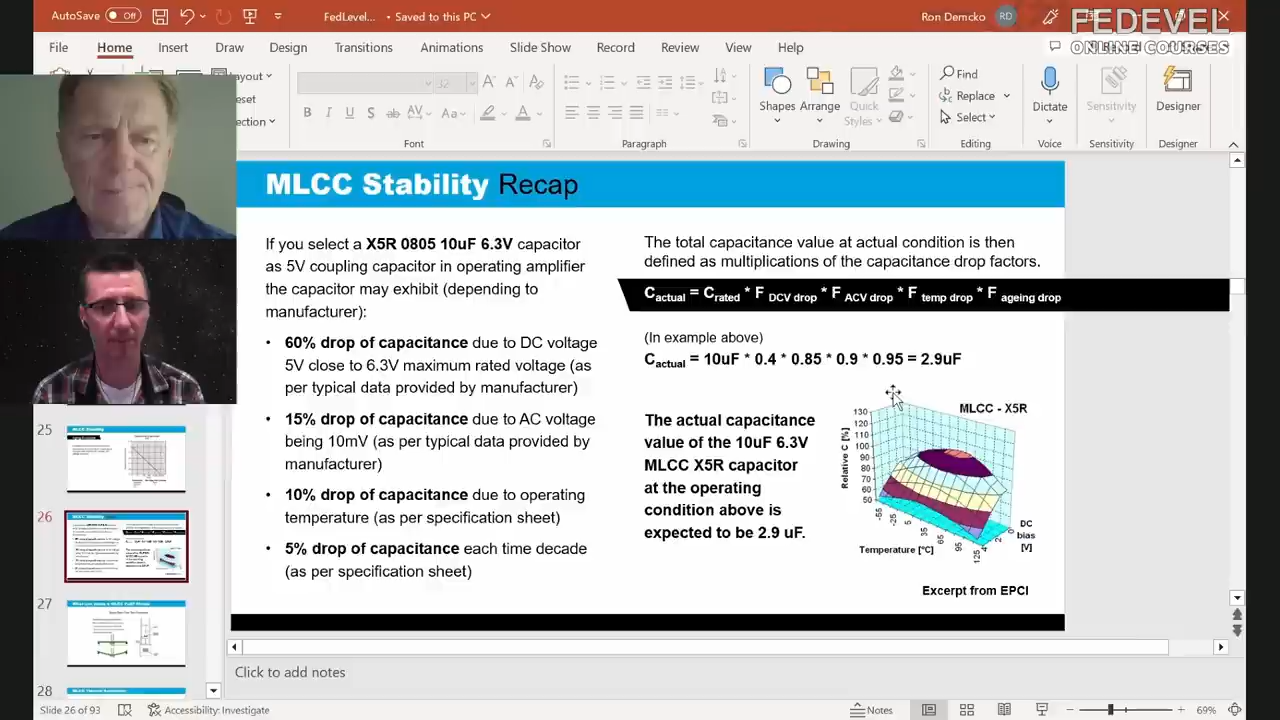 AutoSave Off FedLevel... • Saved to this PC Ron Demcko RD
FEDEVEL
ONLINE COURSES
File Home Insert Draw Design Transitions Animations Slide Show Record Review View Help
Find
Replace
Select
Shapes Arrange Quick Styles
Dictate
Sensitivity
Designer
Font Paragraph Drawing Editing Voice Sensitivity Designer
MLCC Stability Recap
If you select a X5R 0805 10uF 6.3V capacitor
as 5V coupling capacitor in operating amplifier
the capacitor may exhibit (depending to
manufacturer):
• 60% drop of capacitance due to DC voltage
5V close to 6.3V maximum rated voltage (as
per typical data provided by manufacturer)
• 15% drop of capacitance due to AC voltage
being 10mV (as per typical data provided by
manufacturer)
• 10% drop of capacitance due to operating
temperature (as per specification sheet)
• 5% drop of capacitance each time decade
(as per specification sheet)
The total capacitance value at actual condition is then
defined as multiplications of the capacitance drop factors.
Cactual = Crated * F DCV drop * F ACV drop * F temp drop * F ageing drop
(In example above)
Cactual = 10uF * 0.4 * 0.85 * 0.9 * 0.95 = 2.9uF
The actual capacitance
value of the 10uF 6.3V
MLCC X5R capacitor
at the operating
condition above is
expected to be 2.9 uF.
MLCC - X5R
130
120
110
100
90
80
70
60
50
Relative C [%]
Temperature [°C]
DC
bias
[V]
Excerpt from EPCI
25
26
27
28
Click to add notes
Slide 26 of 93 Accessibility: Investigate Notes 69%